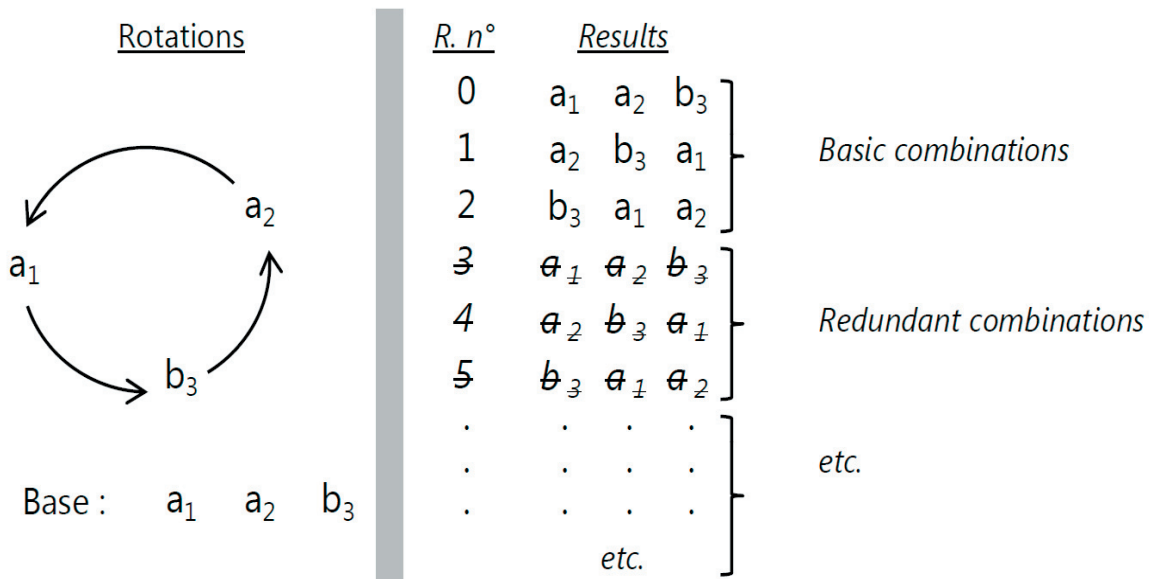 Rotations
a₂
a₁
b₃
Base : a₁ a₂ b₃
R. n° Results
0 a₁ a₂ b₃
1 a₂ b₃ a₁
2 b₃ a₁ a₂
Basic combinations
3 a₁ a₂ b₃
4 a₂ b₃ a₁
5 b₃ a₁ a₂
Redundant combinations
. . . .
. . . .
. . . .
etc.
etc.